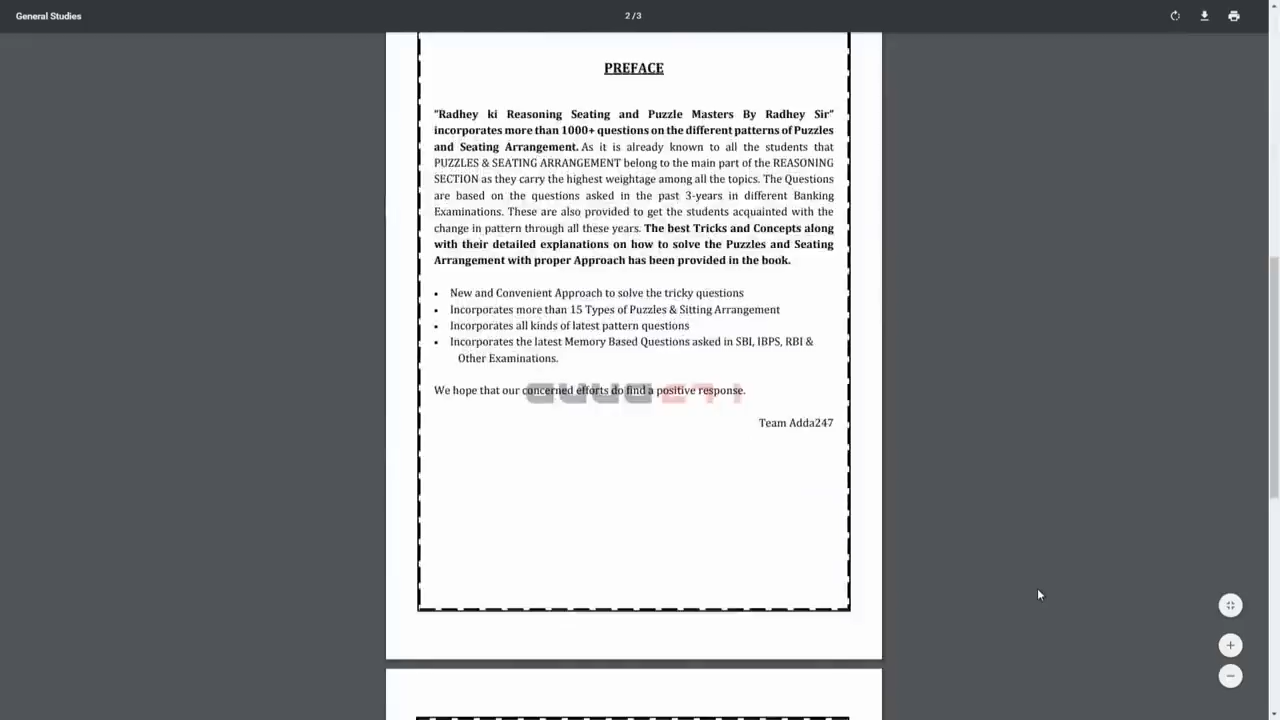 General Studies
2 / 3
PREFACE
“Radhey ki Reasoning Seating and Puzzle Masters By Radhey Sir”
incorporates more than 1000+ questions on the different patterns of Puzzles
and Seating Arrangement. As it is already known to all the students that
PUZZLES & SEATING ARRANGEMENT belong to the main part of the REASONING
SECTION as they carry the highest weightage among all the topics. The Questions
are based on the questions asked in the past 3-years in different Banking
Examinations. These are also provided to get the students acquainted with the
change in pattern through all these years. The best Tricks and Concepts along
with their detailed explanations on how to solve the Puzzles and Seating
Arrangement with proper Approach has been provided in the book.
• New and Convenient Approach to solve the tricky questions
• Incorporates more than 15 Types of Puzzles & Sitting Arrangement
• Incorporates all kinds of latest pattern questions
• Incorporates the latest Memory Based Questions asked in SBI, IBPS, RBI &
Other Examinations.
We hope that our concerned efforts do find a positive response.
Team Adda247